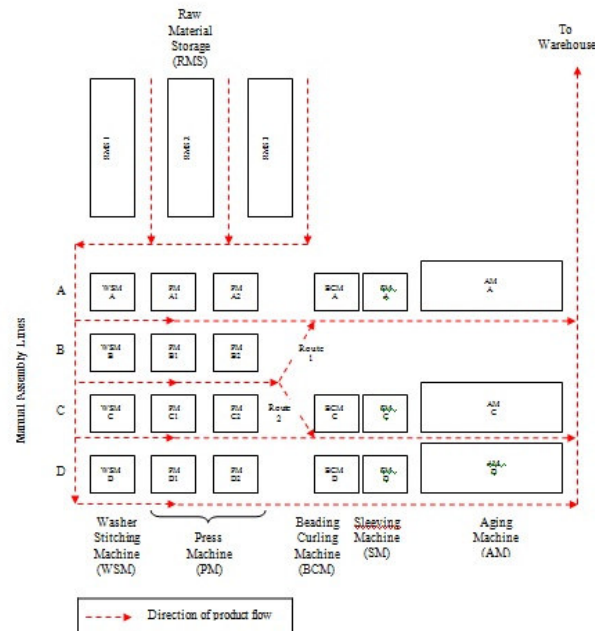 Raw
Material
Storage
(RMS)
To
Warehouse
RMS 1
RMS 2
RMS 3
Manual Assembly Lines
A
WSM
A
PM
A1
PM
A2
BCM
A
SM
A
AM
A
B
WSM
B
PM
B1
PM
B2
Route
1
C
WSM
C
PM
C1
PM
C2
Route
2
BCM
C
SM
C
AM
C
D
WSM
D
PM
D1
PM
D2
BCM
D
SM
D
AM
D
Washer
Stitching
Machine
(WSM)
Press
Machine
(PM)
Beading
Curling
Machine
(BCM)
Sleeving
Machine
(SM)
Aging
Machine
(AM)
Direction of product flow